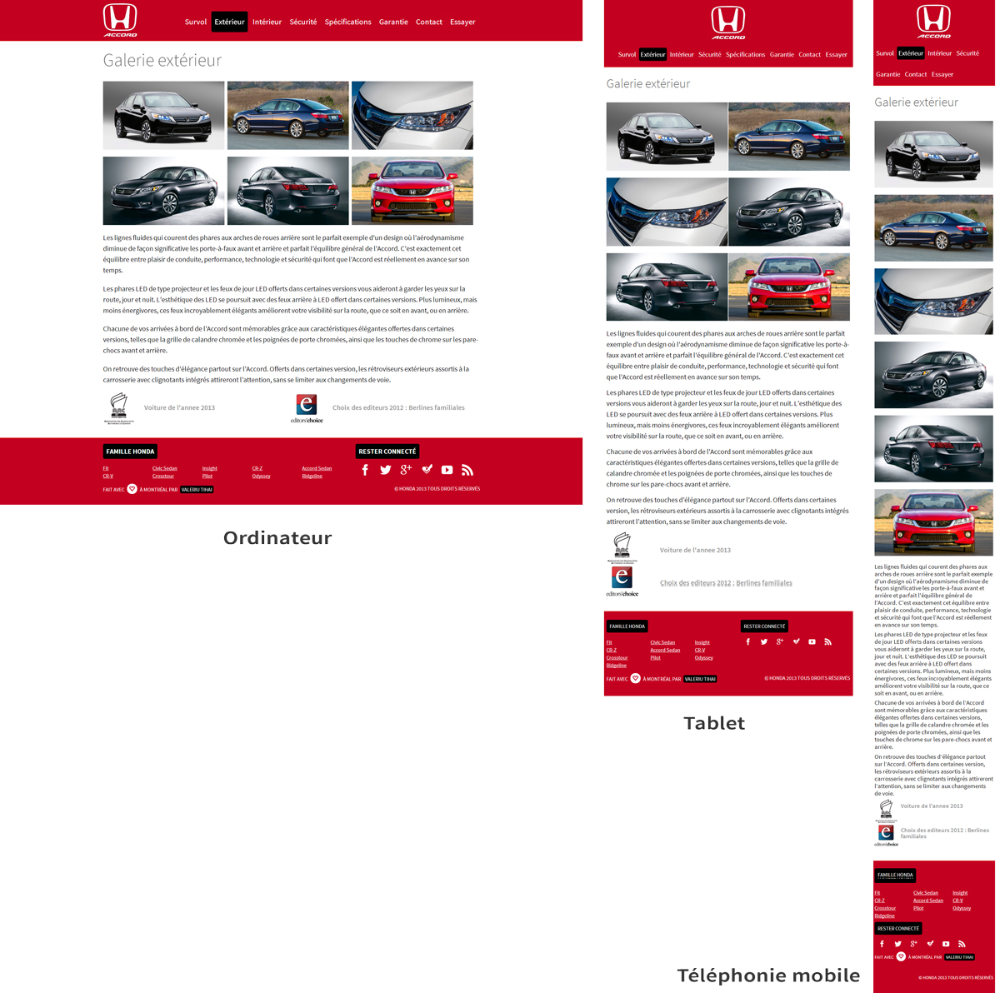 ACCORD
Survol Extérieur Intérieur Sécurité Spécifications Garantie Contact Essayer
Galerie extérieur
Les lignes fluides qui courent des phares aux arches de roues arrière sont le parfait exemple d'un design où l'aérodynamisme
diminue de façon significative les porte-à-faux avant et arrière et parfait l'équilibre général de l'Accord. C'est exactement cet
équilibre entre plaisir de conduite, performance, technologie et sécurité qui font que l'Accord est réellement en avance sur son
temps.
Les phares LED de type projecteur et les feux de jour LED offerts dans certaines versions vous aideront à garder les yeux sur la
route, jour et nuit. L'esthétique des LED se poursuit avec des feux arrière à LED offert dans certaines versions. Plus lumineux, mais
moins énergivores, ces feux incroyablement élégants améliorent votre visibilité sur la route, que ce soit en avant, ou en arrière.
Chacune de vos arrivées à bord de l'Accord sont mémorables grâce aux caractéristiques élégantes offertes dans certaines
versions, telles que la grille de calandre chromée et les poignées de porte chromées, ainsi que les touches de chrome sur les pare-
chocs avant et arrière.
On retrouve des touches d'élégance partout sur l'Accord. Offerts dans certaines version, les rétroviseurs extérieurs assortis à la
carrosserie avec clignotants intégrés attireront l'attention, sans se limiter aux changements de voie.
Voiture de l'annee 2013
editors'choice
Choix des editeurs 2012 : Berlines familiales
FAMILLE HONDA
RESTER CONNECTÉ
Fit Civic Sedan Insight CR-Z Accord Sedan
CR-V Crosstour Pilot Odyssey Ridgeline
FAIT AVEC À MONTRÉAL PAR VALERIU TIHAI
© HONDA 2013 TOUS DROITS RÉSERVÉS
Ordinateur
ACCORD
Survol Extérieur Intérieur Sécurité Spécifications Garantie Contact Essayer
Galerie extérieur
Les lignes fluides qui courent des phares aux arches de roues arrière sont le parfait
exemple d'un design où l'aérodynamisme diminue de façon significative les porte-à-
faux avant et arrière et parfait l'équilibre général de l'Accord. C'est exactement cet
équilibre entre plaisir de conduite, performance, technologie et sécurité qui font
que l'Accord est réellement en avance sur son temps.
Les phares LED de type projecteur et les feux de jour LED offerts dans certaines
versions vous aideront à garder les yeux sur la route, jour et nuit. L'esthétique des
LED se poursuit avec des feux arrière à LED offert dans certaines versions. Plus
lumineux, mais moins énergivores, ces feux incroyablement élégants améliorent
votre visibilité sur la route, que ce soit en avant, ou en arrière.
Chacune de vos arrivées à bord de l'Accord sont mémorables grâce aux
caractéristiques élégantes offertes dans certaines versions, telles que la grille de
calandre chromée et les poignées de porte chromées, ainsi que les touches de
chrome sur les pare-chocs avant et arrière.
On retrouve des touches d'élégance partout sur l'Accord. Offerts dans certaines
version, les rétroviseurs extérieurs assortis à la carrosserie avec clignotants intégrés
attireront l'attention, sans se limiter aux changements de voie.
Voiture de l'annee 2013
editors'choice
Choix des editeurs 2012 : Berlines familiales
FAMILLE HONDA
RESTER CONNECTÉ
Fit Civic Sedan Insight
CR-Z Accord Sedan CR-V
Crosstour Pilot Odyssey
Ridgeline
FAIT AVEC À MONTRÉAL PAR VALERIU TIHAI
© HONDA 2013 TOUS DROITS RÉSERVÉS
Tablet
ACCORD
Survol Extérieur Intérieur Sécurité
Garantie Contact Essayer
Galerie extérieur
Les lignes fluides qui courent des phares aux
arches de roues arrière sont le parfait exemple
d'un design où l'aérodynamisme diminue de
façon significative les porte-à-faux avant et
arrière et parfait l'équilibre général de
l'Accord. C'est exactement cet équilibre entre
plaisir de conduite, performance, technologie
et sécurité qui font que l'Accord est réellement
en avance sur son temps.
Les phares LED de type projecteur et les feux
de jour LED offerts dans certaines versions
vous aideront à garder les yeux sur la route,
jour et nuit. L'esthétique des LED se poursuit
avec des feux arrière à LED offert dans
certaines versions. Plus lumineux, mais moins
énergivores, ces feux incroyablement élégants
améliorent votre visibilité sur la route, que ce
soit en avant, ou en arrière.
Chacune de vos arrivées à bord de l'Accord
sont mémorables grâce aux caractéristiques
élégantes offertes dans certaines versions,
telles que la grille de calandre chromée et les
poignées de porte chromées, ainsi que les
touches de chrome sur les pare-chocs avant et
arrière.
On retrouve des touches d'élégance partout
sur l'Accord. Offerts dans certaines version,
les rétroviseurs extérieurs assortis à la
carrosserie avec clignotants intégrés attireront
l'attention, sans se limiter aux changements
de voie.
Voiture de l'annee 2013
editors'choice
Choix des editeurs 2012 : Berlines
familiales
FAMILLE HONDA
Fit Civic Sedan Insight
CR-Z Accord Sedan CR-V
Crosstour Pilot Odyssey
Ridgeline
RESTER CONNECTÉ
FAIT AVEC À MONTRÉAL PAR VALERIU TIHAI
© HONDA 2013 TOUS DROITS RÉSERVÉS
Téléphonie mobile